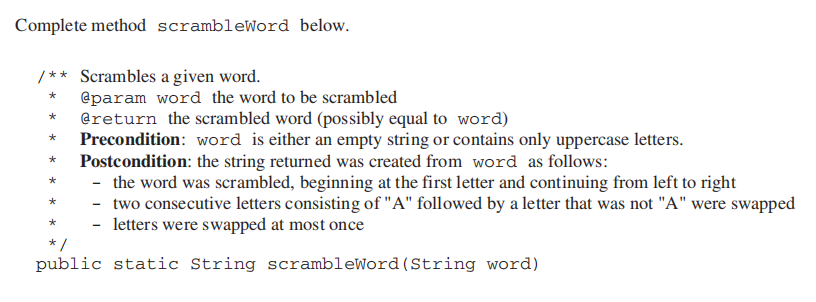 Complete method scrambleWord below.
/** Scrambles a given word.
* @param word the word to be scrambled
* @return the scrambled word (possibly equal to word)
* Precondition: word is either an empty string or contains only uppercase letters.
* Postcondition: the string returned was created from word as follows:
* - the word was scrambled, beginning at the first letter and continuing from left to right
* - two consecutive letters consisting of "A" followed by a letter that was not "A" were swapped
* - letters were swapped at most once
*/
public static String scrambleWord(String word)